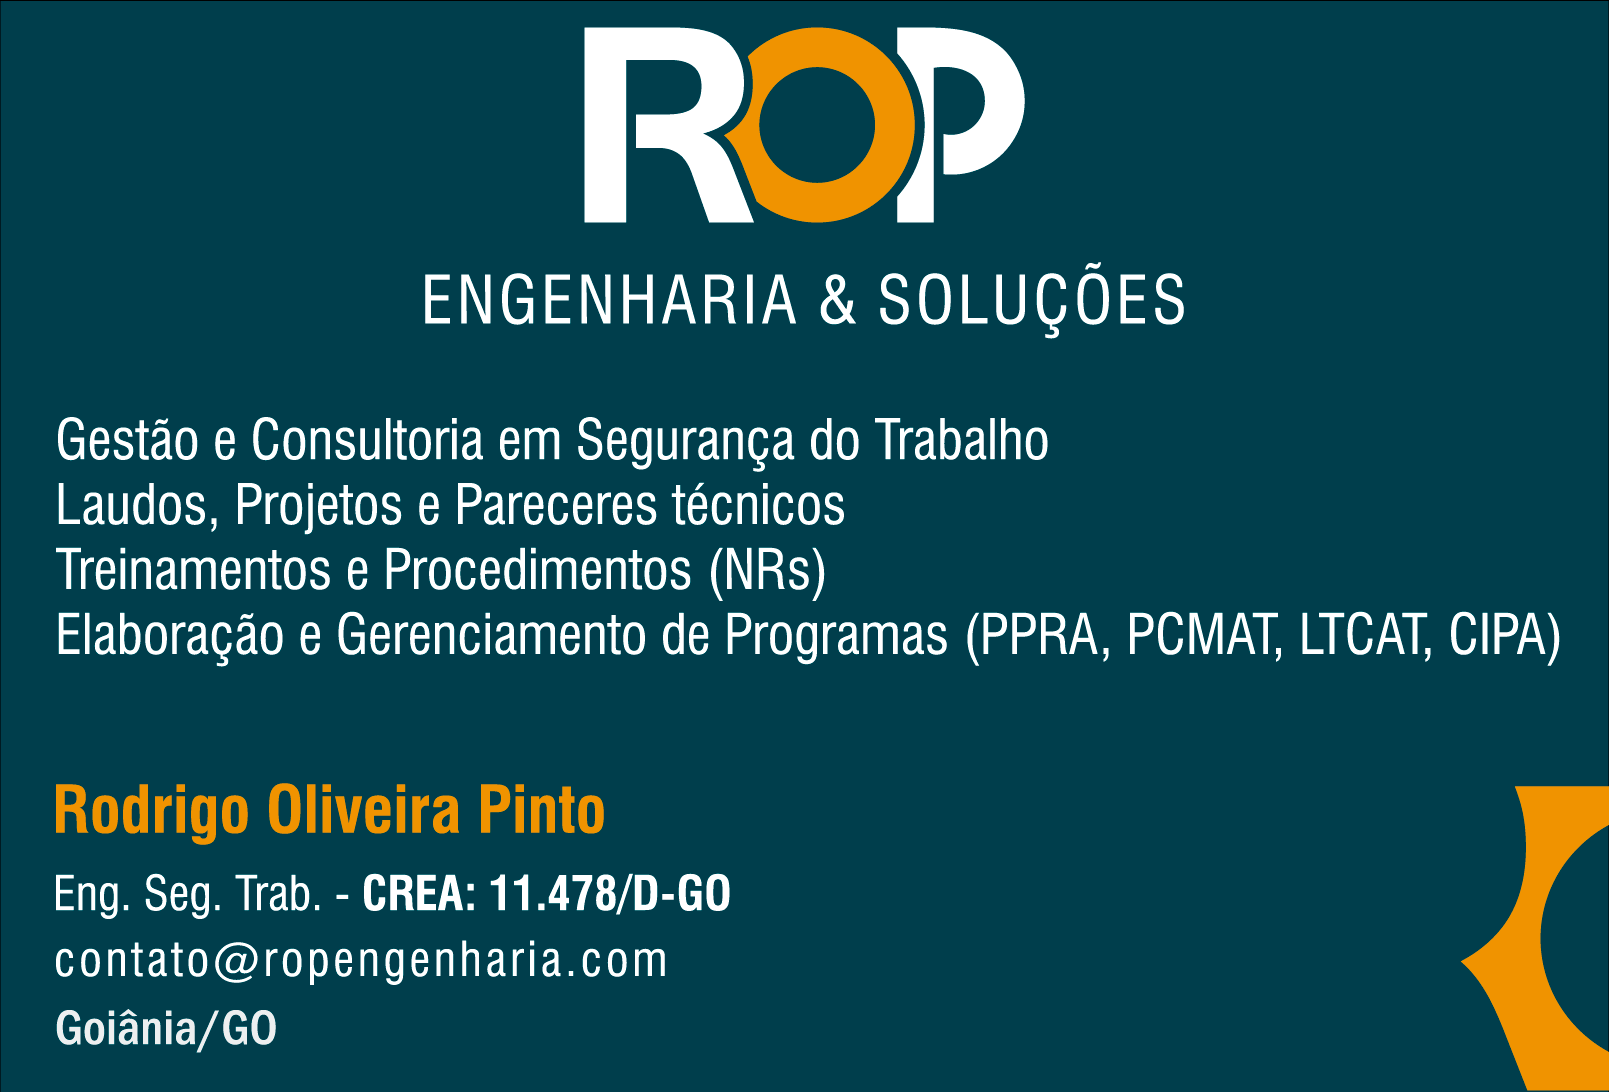 ROP
ENGENHARIA & SOLUÇÕES
Gestão e Consultoria em Segurança do Trabalho
Laudos, Projetos e Pareceres técnicos
Treinamentos e Procedimentos (NRs)
Elaboração e Gerenciamento de Programas (PPRA, PCMAT, LTCAT, CIPA)
Rodrigo Oliveira Pinto
Eng. Seg. Trab. - CREA: 11.478/D-GO
contato@ropengenharia.com
Goiânia/GO